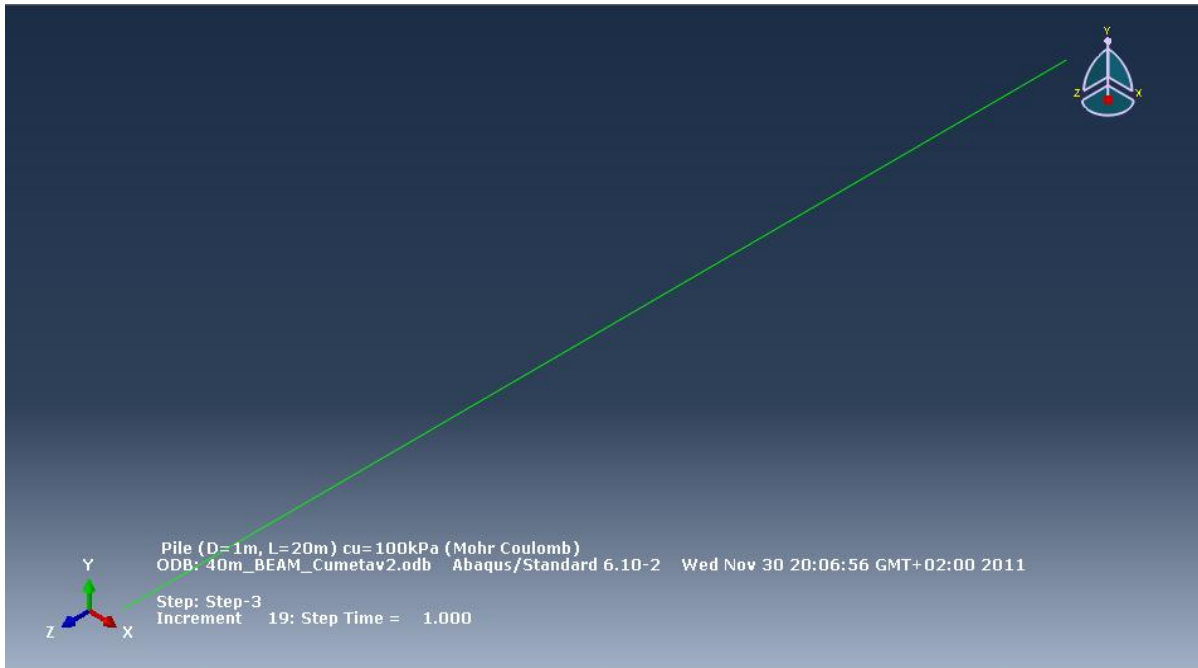 Y
Z X
Pile (D=1m, L=20m) cu=100kPa (Mohr Coulomb)
Y
ODB: 40m_BEAM_Cumetav2.odb Abaqus/Standard 6.10-2 Wed Nov 30 20:06:56 GMT+02:00 2011
Step: Step-3
Increment 19: Step Time = 1.000
Z X